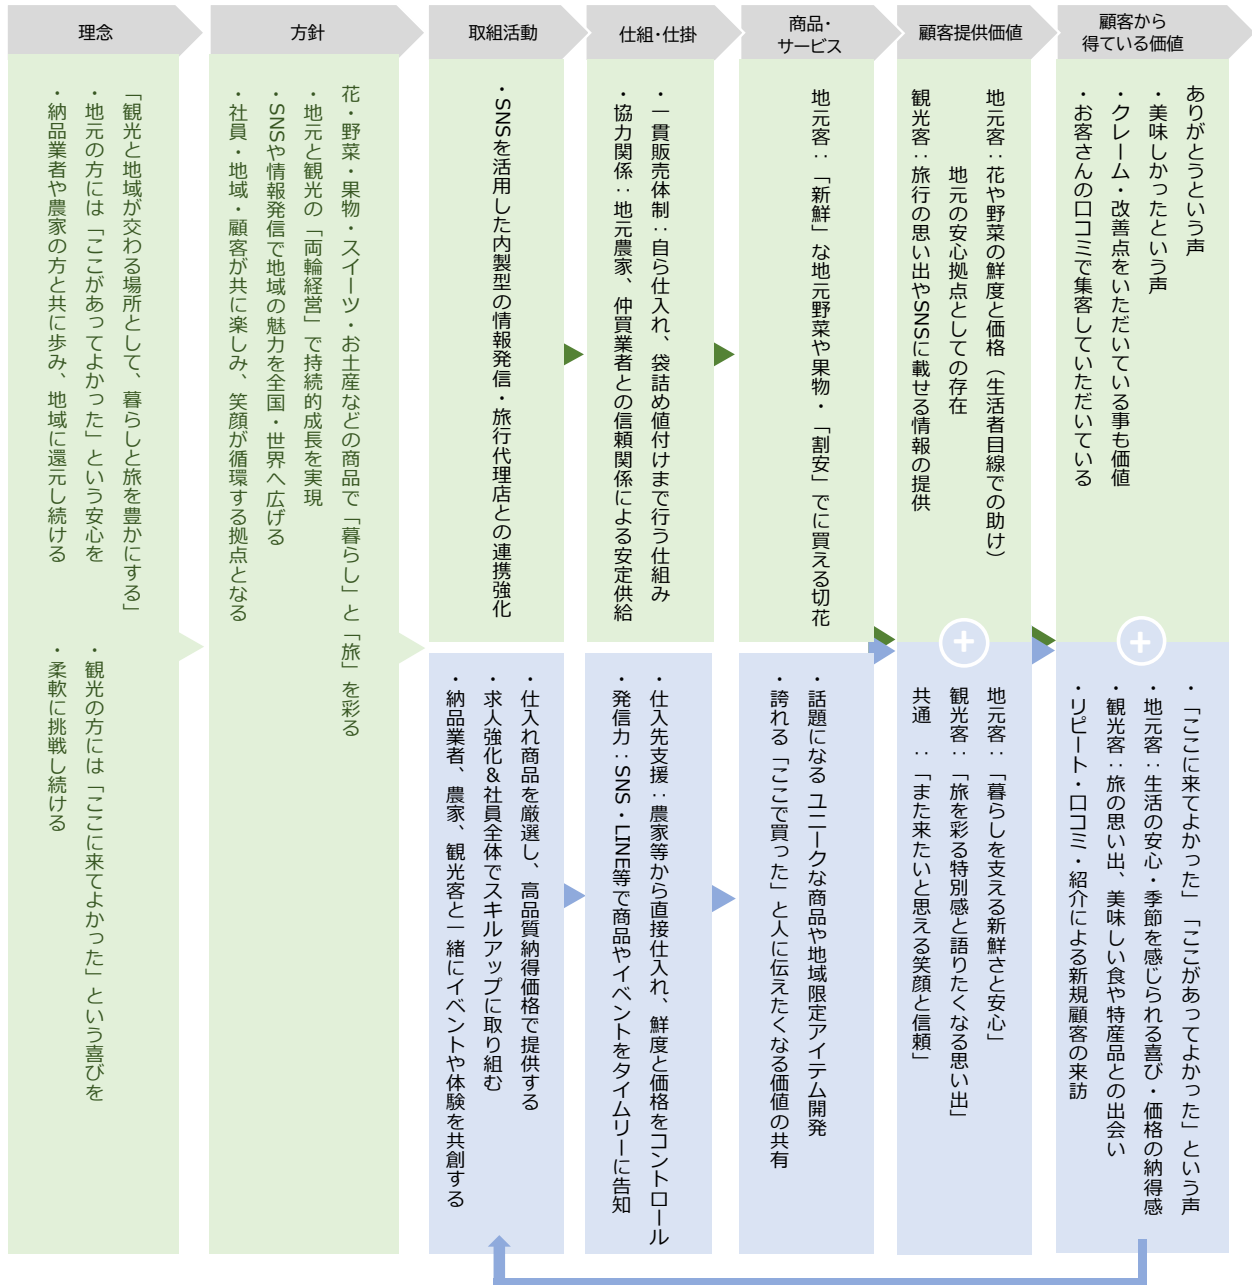 理念
方針
取組活動
仕組・仕掛
商品・
サービス
顧客提供価値
顧客から
得ている価値
「観光と地域が交わる場所として、暮らしと旅を豊かにする」
・地元の方には「ここがあってよかった」という安心を
・納品業者や農家の方と共に歩み、地域に還元し続ける
・観光の方には「ここに来てよかった」という喜びを
・柔軟に挑戦し続ける
花・野菜・果物・スイーツ・お土産などの商品で「暮らし」と「旅」を彩る
・地元と観光の「両輪経営」で持続的成長を実現
・SNSや情報発信で地域の魅力を全国・世界へ広げる
・社員・地域・顧客が共に楽しみ、笑顔が循環する拠点となる
・SNSを活用した内製型の情報発信・旅行代理店との連携強化
・仕入れ商品を厳選し、高品質納得価格で提供する
・求人強化&社員全体でスキルアップに取り組む
・納品業者、農家、観光客と一緒にイベントや体験を共創する
・一貫販売体制：自ら仕入れ、袋詰め値付けまで行う仕組み
・協力関係：地元農家、仲買業者との信頼関係による安定供給
・仕入先支援：農家等から直接仕入れ、鮮度と価格をコントロール
・発信力：SNS・LINE等で商品やイベントをタイムリーに告知
地元客：「新鮮」な地元野菜や果物・「割安」でに買える切花
・話題になる ユニークな商品や地域限定アイテム開発
・誇れる「ここで買った」と人に伝えたくなる価値の共有
地元客：花や野菜の鮮度と価格（生活者目線での助け）
地元の安心拠点としての存在
観光客：旅行の思い出やSNSに載せる情報の提供
+
地元客：「暮らしを支える新鮮さと安心」
観光客：「旅を彩る特別感と語りたくなる思い出」
共通　：「また来たいと思える笑顔と信頼」
ありがとうという声
・美味しかったという声
・クレーム・改善点をいただいている事も価値
・お客さんの口コミで集客していただいている
+
・「ここに来てよかった」「ここがあってよかった」という声
・地元客：生活の安心・季節を感じられる喜び・価格の納得感
・観光客：旅の思い出、美味しい食や特産品との出会い
・リピート・口コミ・紹介による新規顧客の来訪